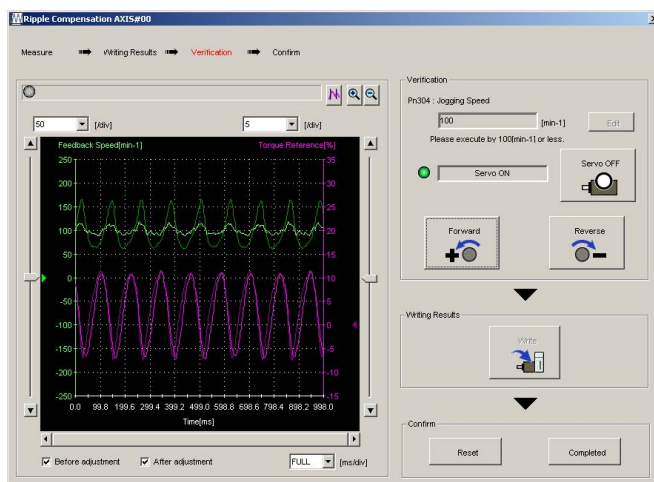 Ripple Compensation AXIS#00
Measure Writing Results Verification Confirm
50 [/div] 5 [/div]
Feedback Speed[min-1] Torque Reference[%]
250 35
200 30
150 25
100 20
50 15
0 10
-50 5
-100 0
-150 -5
-200 -10
-250 -15
0.0 99.8 199.6 299.4 399.2 499.0 598.8 698.6 798.4 898.2 998.0
Time[ms]
Before adjustment After adjustment FULL [ms/div]
Verification
Pn304 : Jogging Speed
100 [min-1] Edit
Please execute by 100[min-1] or less.
Servo ON Servo OFF
Forward Reverse
Writing Results
Write
Confirm
Reset Completed